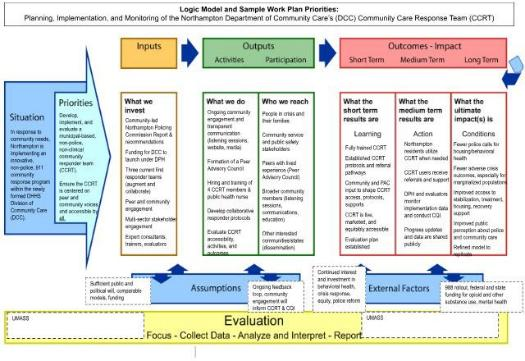 Logic Model and Sample Work Plan Priorities:
Planning, Implementation, and Monitoring of the Northampton Department of Community Care's (DCC) Community Care Response Team (CCRT)
Inputs
Outputs
Activities Participation
Outcomes - Impact
Short Term Medium Term Long Term
Situation
In response to
community needs,
Northampton is
implementing an
innovative,
non-police, 911
response program
within the newly
formed DHHS
Division of
Community Care
(DCC).
Priorities
Develop,
implement, and
evaluate a
municipal-based,
non-police,
non-clinical
community
responder team
(CCRT).
Ensure the CCRT
is centered on
peer and
community voices
and accessible by
all.
What we
invest
Community-led
Northampton Policing
Commission Report &
recommendations
Funding for DCC to
launch under DPH
Three current first
responder teams
(augment and
collaborate)
Peer and community
engagement
Multi-sector stakeholder
engagement
Expert consultants:
trainers, evaluators
What we do
Ongoing community
engagement and
transparent
communication
(listening sessions,
website, media)
Formation of a Peer
Advisory Council
Hiring and training of
CCRT members &
public health nurse
Develop collaborative
responder protocols
Evaluate CCRT
accessibility,
activities, and
outcomes
Who we reach
People in crisis and
their families
Community service
and public safety
stakeholders
Peers with lived
experience (Peer
Advisory Council)
Broader community
members (listening
sessions,
communications,
education)
Other interested
communities/states
(dissemination)
What the short
term results
are
Learning
Fully trained CCRT
Established CCRT
protocols and referral
pathways
Community and PAC
input to shape CCRT
access, protocols,
supports
CCRT is live,
marketed, and
equitably accessible
Evaluation plan
established
What the
medium term
results are
Action
Northampton
residents utilize
CCRT when needed
CCRT users receive
referrals and support
DPH and evaluators
monitor
implementation data
and conduct CQI
Progress updates
and data are shared
publicly
What the
ultimate
impact(s) is
Conditions
Fewer police calls for
housing/behavioral
health
Fewer adverse crisis
outcomes, especially for
marginalized populations
Improved access to
stabilization, treatment,
housing, recovery
support
Improved public
perception about police
and community care
Refined model to
replicate
Sufficient public and
political will, comparable
models, funding
Assumptions
Ongoing feedback
loop, community
engagement will
inform CCRT & CQI
Continued interest
and investment in
behavioral health,
crisis response,
equity, police reform
External Factors
988 rollout, federal and state
funding for opioid and other
substance use, mental health
UMASS
Evaluation
UMASS
Focus - Collect Data - Analyze and Interpret - Report